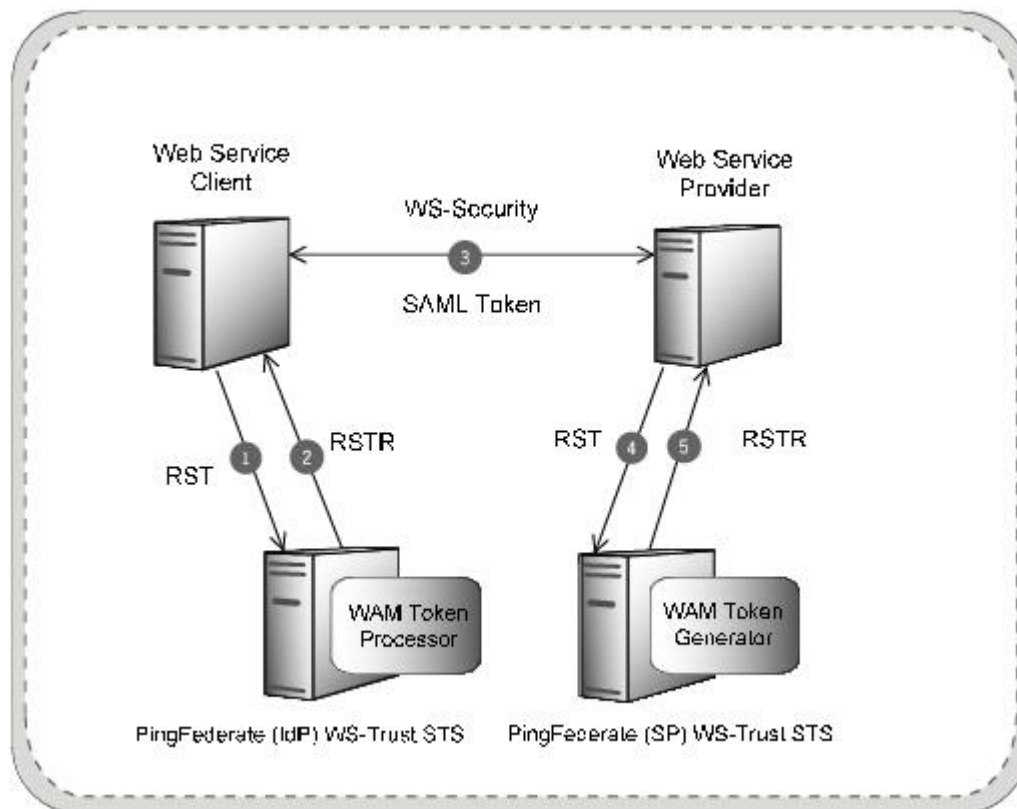 Web Service
Client
Web Service
Provider
WS-Security
3
SAML Token
1
2
RSTR
RST
RST
4
5
RSTR
WAM Token
Processor
WAM Token
Generator
PingFederate (IdP) WS-Trust STS
PingFecerale (SP) WS-Trust STS